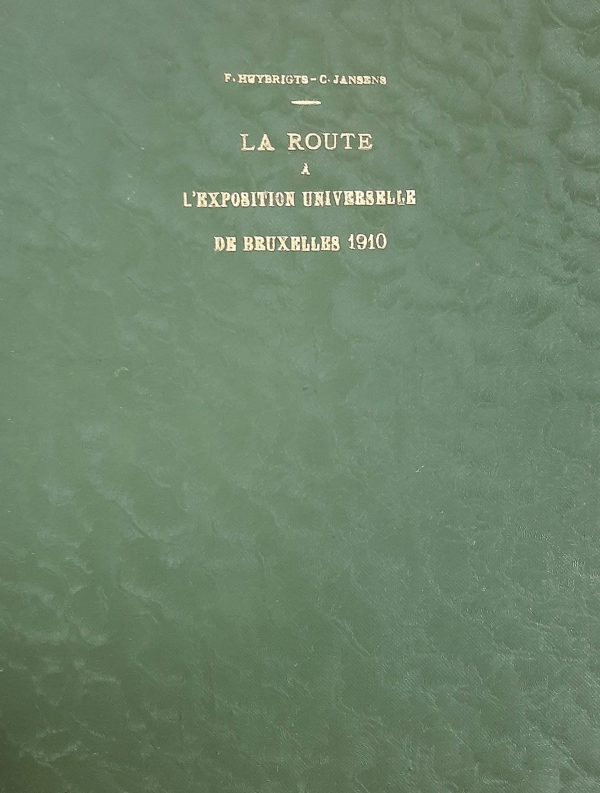 F. HUYBRIGTS - C. JANSENS
LA ROUTE
À
L'EXPOSITION UNIVERSELLE
DE BRUXELLES 1910